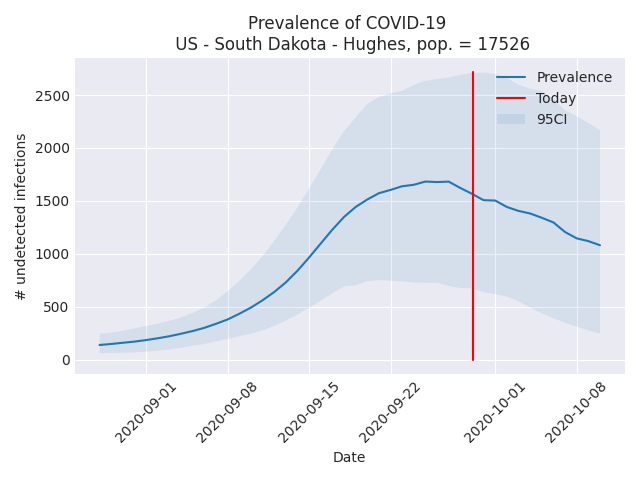 Prevalence of COVID-19
US - South Dakota - Hughes, pop. = 17526
Prevalence
Today
95CI
# undetected infections
2500
2000
1500
1000
500
0
2020-09-01
2020-09-08
2020-09-15
2020-09-22
2020-10-01
2020-10-08
Date